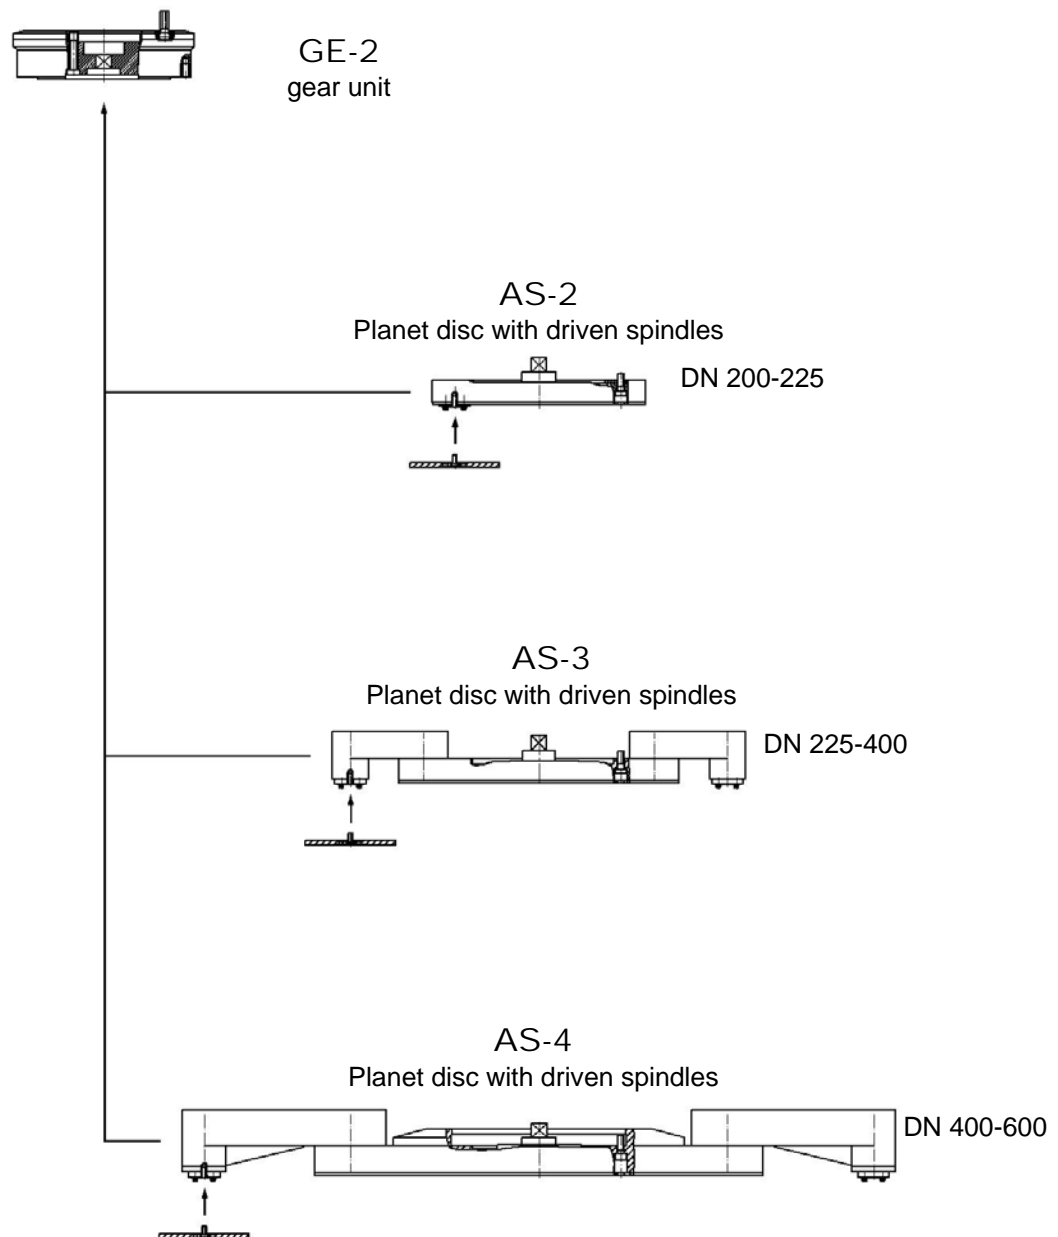 GE-2
gear unit
AS-2
Planet disc with driven spindles
DN 200-225
AS-3
Planet disc with driven spindles
DN 225-400
AS-4
Planet disc with driven spindles
DN 400-600